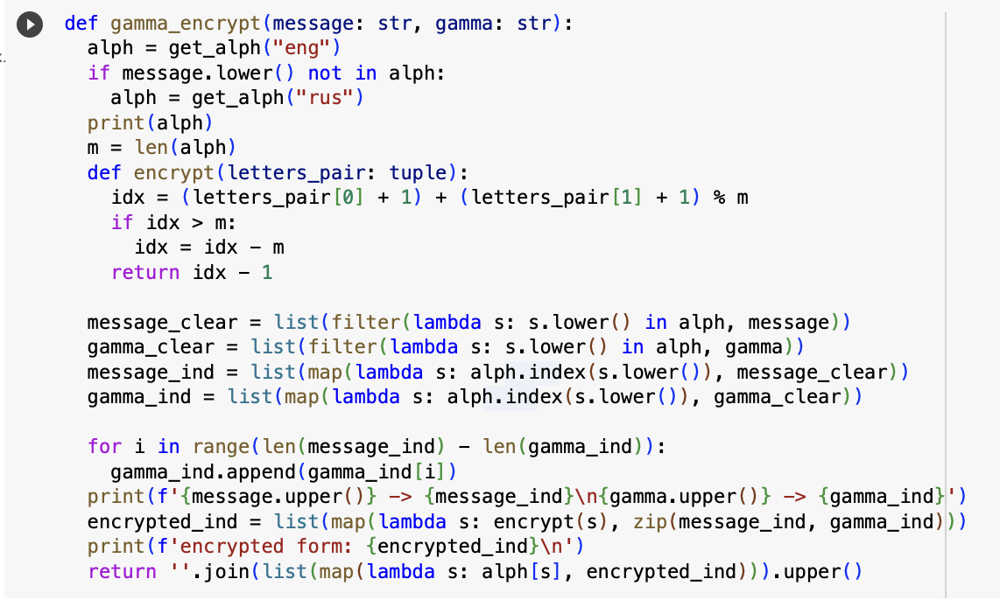 def gamma_encrypt(message: str, gamma: str):
  alph = get_alph("eng")
  if message.lower() not in alph:
    alph = get_alph("rus")
  print(alph)
  m = len(alph)
  def encrypt(letters_pair: tuple):
    idx = (letters_pair[0] + 1) + (letters_pair[1] + 1) % m
    if idx > m:
      idx = idx - m
    return idx - 1

  message_clear = list(filter(lambda s: s.lower() in alph, message))
  gamma_clear = list(filter(lambda s: s.lower() in alph, gamma))
  message_ind = list(map(lambda s: alph.index(s.lower()), message_clear))
  gamma_ind = list(map(lambda s: alph.index(s.lower()), gamma_clear))

  for i in range(len(message_ind) - len(gamma_ind)):
    gamma_ind.append(gamma_ind[i])
  print(f'{message.upper()} -> {message_ind}\n{gamma.upper()} -> {gamma_ind}')
  encrypted_ind = list(map(lambda s: encrypt(s), zip(message_ind, gamma_ind)))
  print(f'encrypted form: {encrypted_ind}\n')
  return ''.join(list(map(lambda s: alph[s], encrypted_ind))).upper()